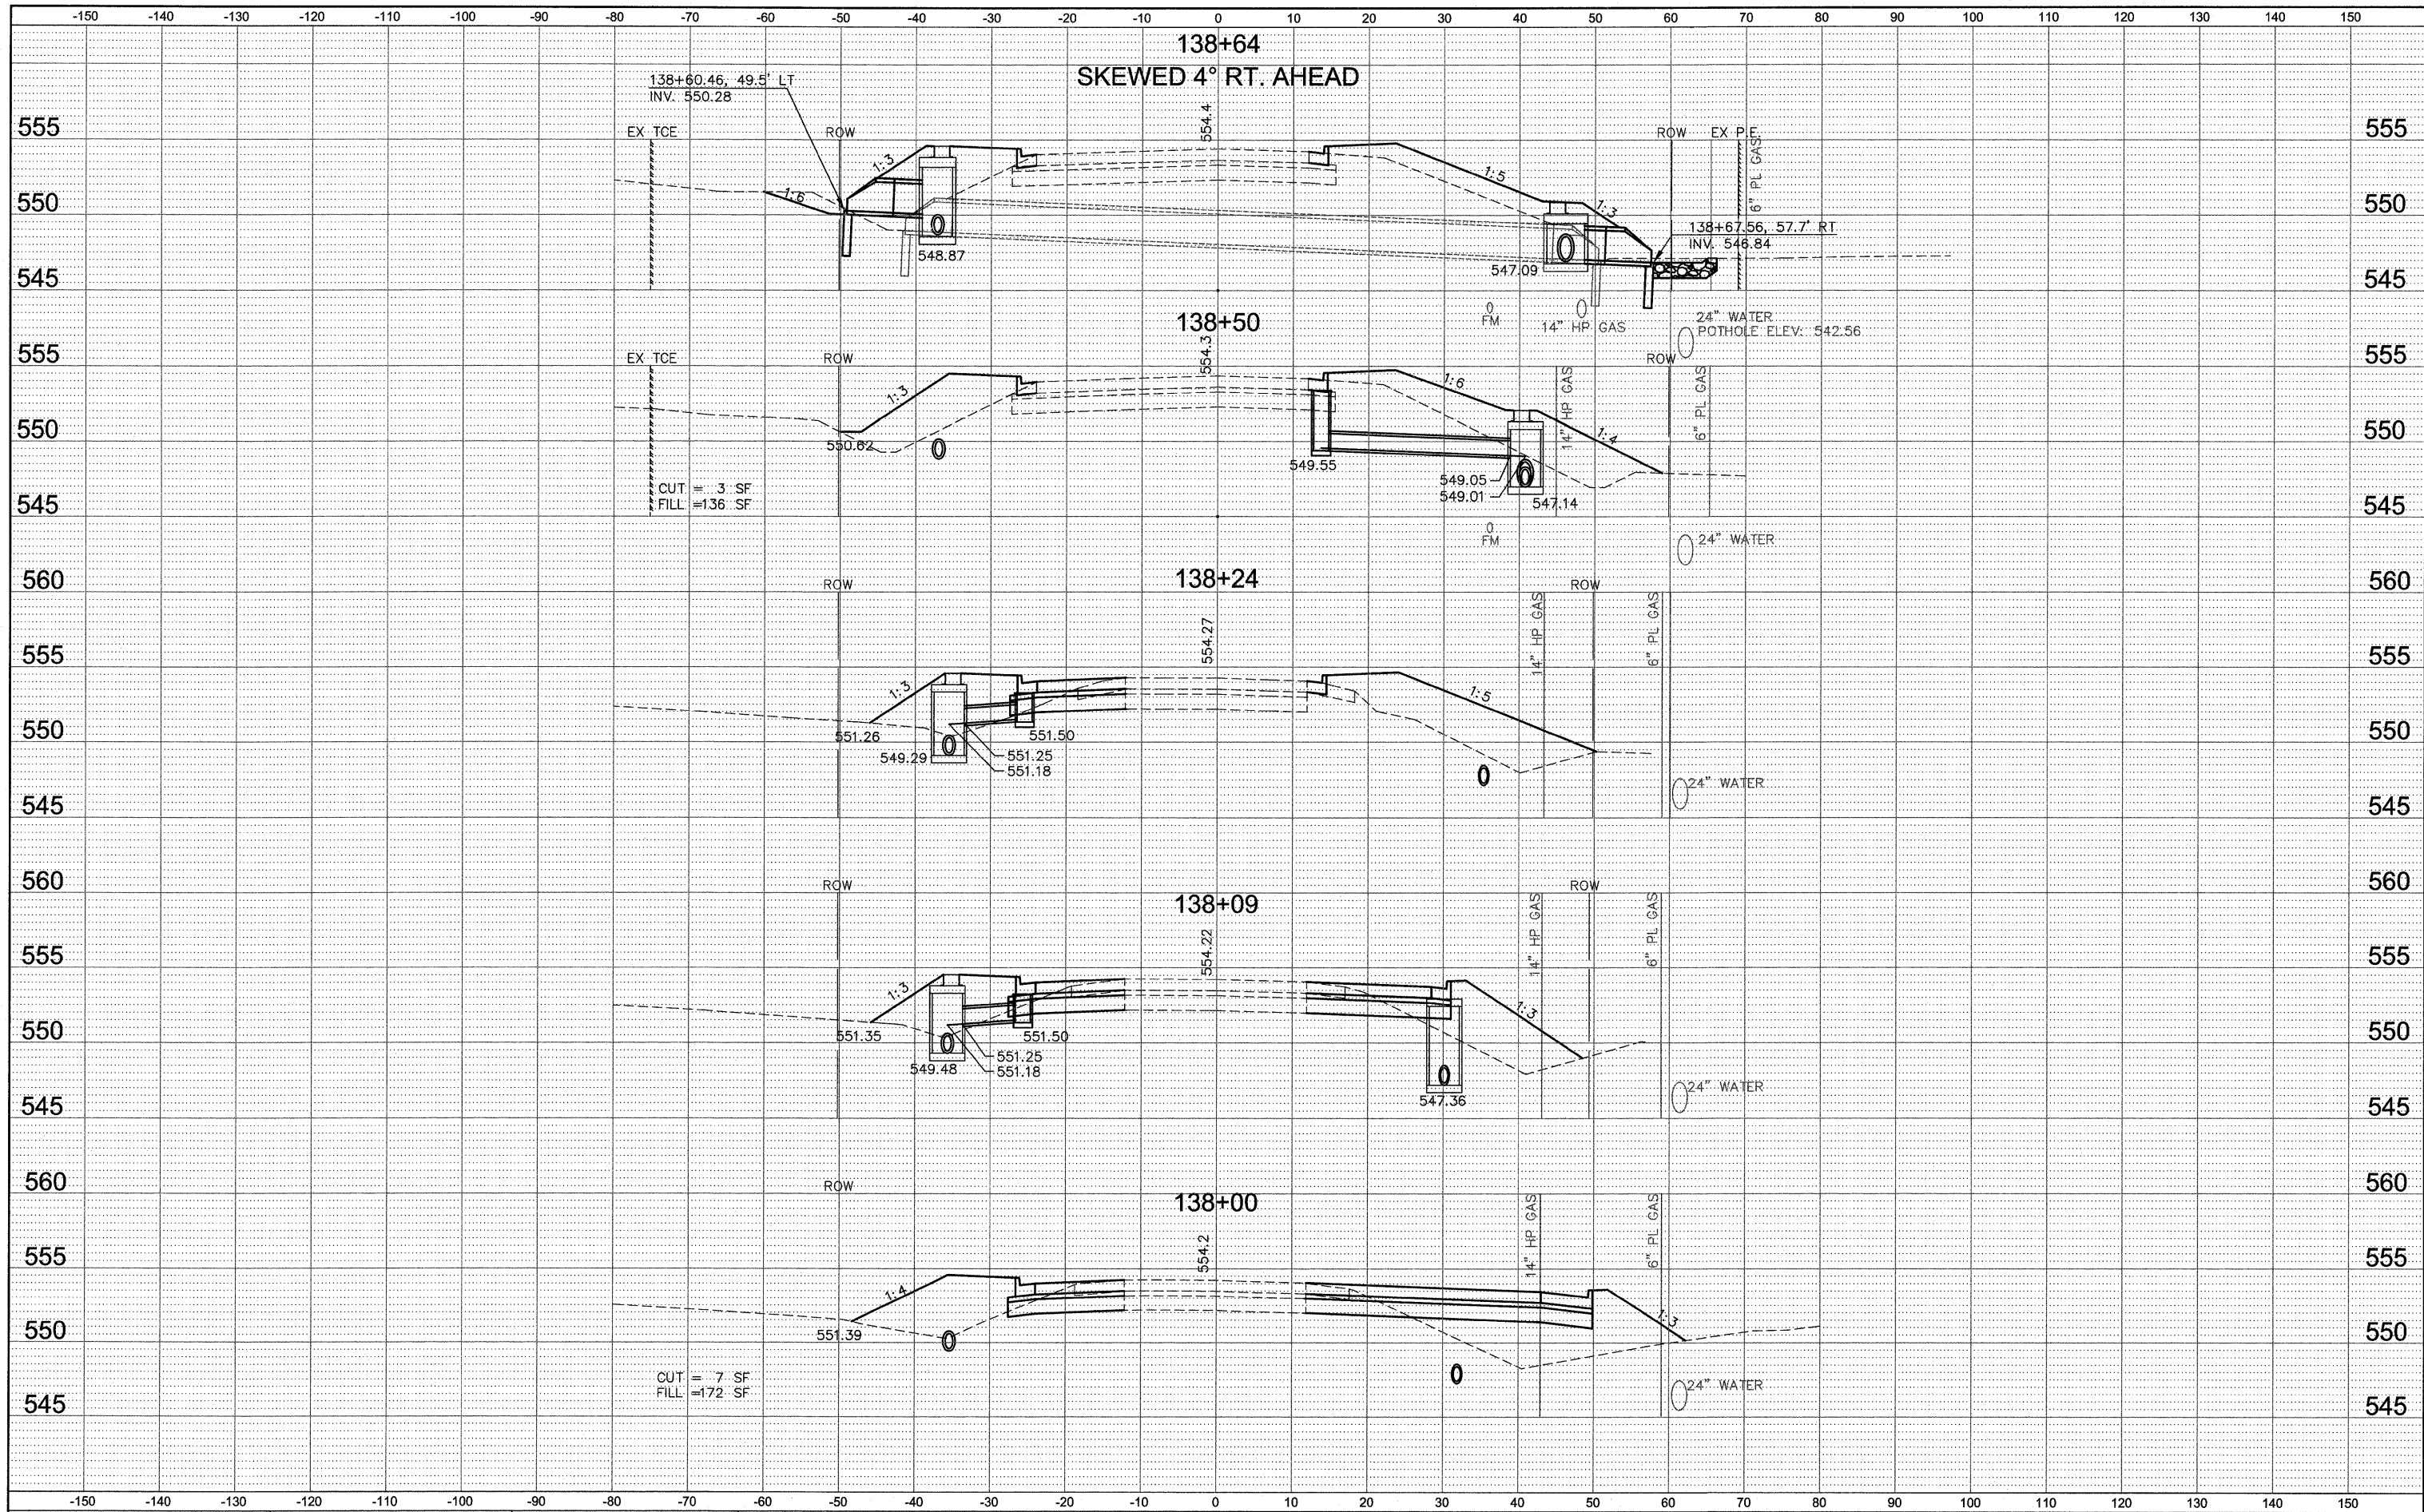 -150 -140 -130 -120 -110 -100 -90 -80 -70 -60 -50 -40 -30 -20 -10 0 10 20 30 40 50 60 70 80 90 100 110 120 130 140 150
138+64
SKEWED 4° RT. AHEAD
138+60.46, 49.5' LT
INV. 550.28
554.4
555 EX TCE ROW ROW EX P.E. 555
1:3
6" PL GAS
1:5
1:6
1:3
550 550
138+67.56, 57.7' RT
INV. 546.84
548.87
547.09
545 545
FM
14" HP GAS
24" WATER
POTHOLE ELEV: 542.56
138+50
554.3
555 EX TCE ROW ROW 555
1:3
1:6
14" HP GAS
6" PL GAS
1:4
550 550
550.62
549.55
549.05
549.01
547.14
CUT = 3 SF
FILL =136 SF
545 545
FM
24" WATER
138+24
560 ROW ROW 560
554.27
14" HP GAS
6" PL GAS
555 555
1:3
1:5
551.26
551.50
550 550
549.29
551.25
551.18
24" WATER
545 545
560 ROW ROW 560
138+09
554.22
14" HP GAS
6" PL GAS
555 555
1:3
1:3
551.35
551.50
550 550
549.48
551.25
551.18
547.36
24" WATER
545 545
560 ROW 560
138+00
554.2
14" HP GAS
6" PL GAS
555 555
1:4
1:3
551.39
550 550
CUT = 7 SF
FILL =172 SF
24" WATER
545 545
-150 -140 -130 -120 -110 -100 -90 -80 -70 -60 -50 -40 -30 -20 -10 0 10 20 30 40 50 60 70 80 90 100 110 120 130 140 150